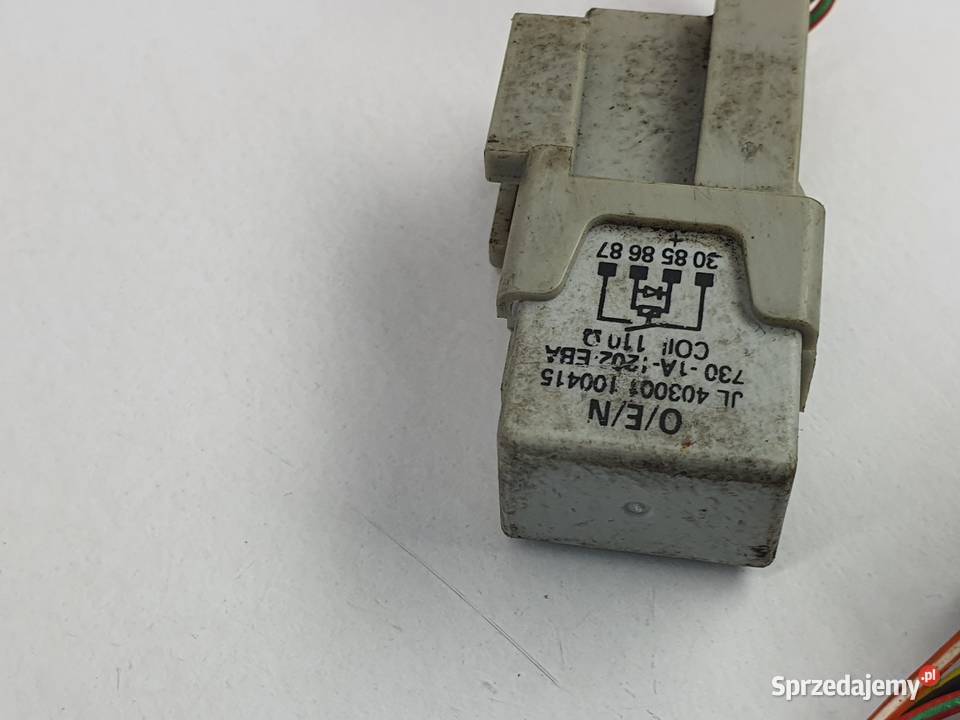 O/E/N
JL 403001 100415
730 -1A-1202 EBA
COIL 110 Ω
+
30 85 86 87
Sprzedajemy.pl